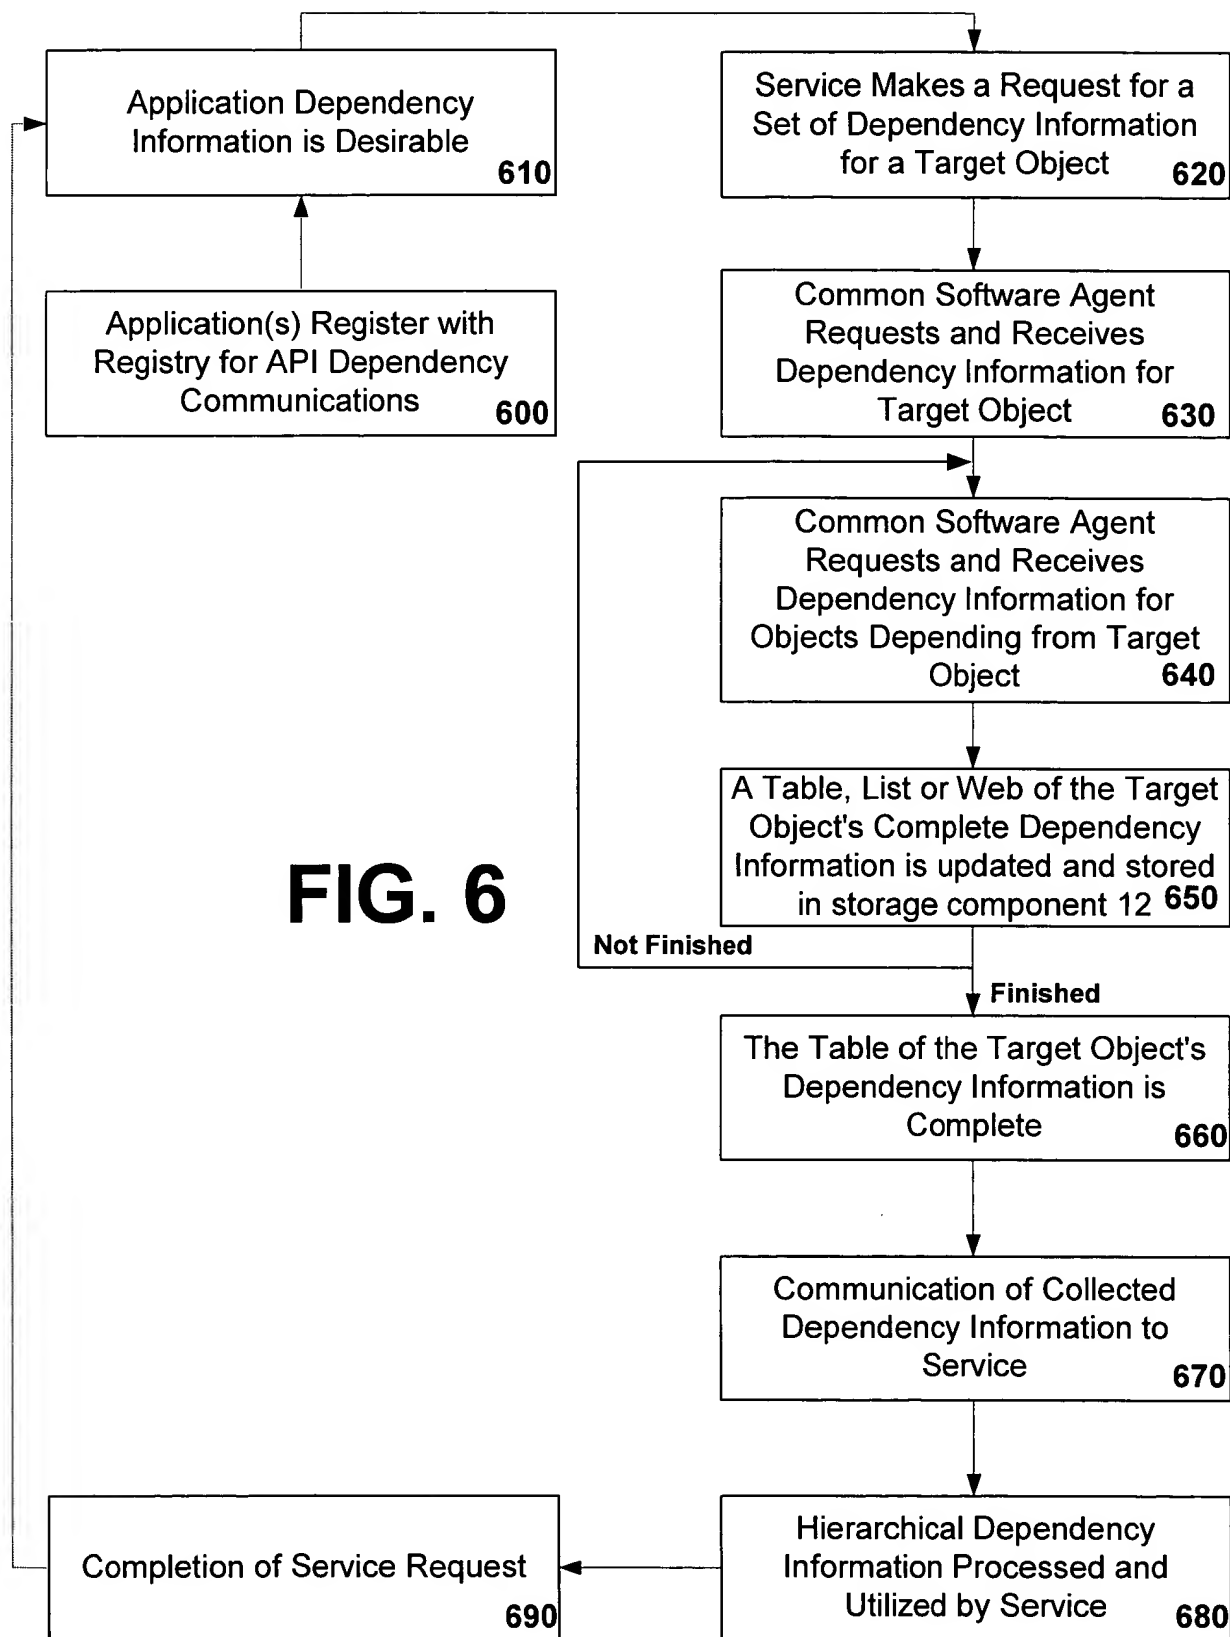 Application Dependency
Information is Desirable
610
Service Makes a Request for a
Set of Dependency Information
for a Target Object
620
Application(s) Register with
Registry for API Dependency
Communications
600
Common Software Agent
Requests and Receives
Dependency Information for
Target Object
630
Common Software Agent
Requests and Receives
Dependency Information for
Objects Depending from Target
Object
640
A Table, List or Web of the Target
Object's Complete Dependency
Information is updated and stored
in storage component 12
650
FIG. 6
Not Finished
Finished
The Table of the Target Object's
Dependency Information is
Complete
660
Communication of Collected
Dependency Information to
Service
670
Hierarchical Dependency
Information Processed and
Utilized by Service
680
Completion of Service Request
690